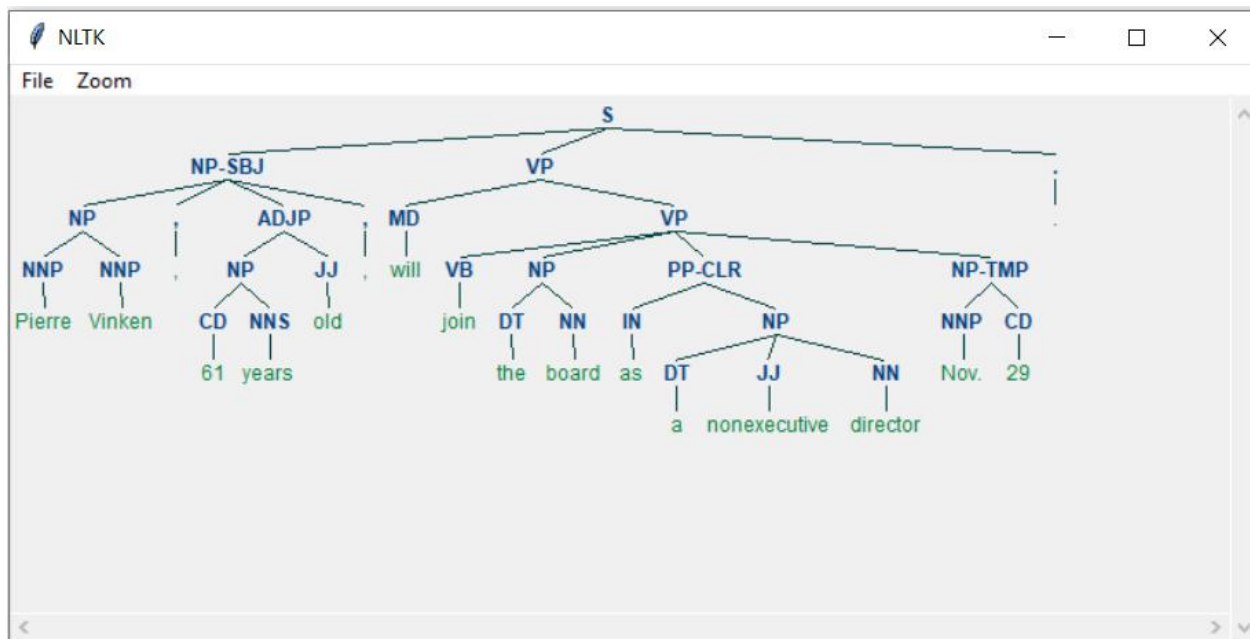 NLTK
File Zoom
S
NP-SBJ VP .
NP , ADJP , MD VP .
NNP NNP , NP JJ , will VB NP PP-CLR NP-TMP
Pierre Vinken CD NNS old join DT NN IN NP NNP CD
61 years the board as DT JJ NN Nov. 29
a nonexecutive director